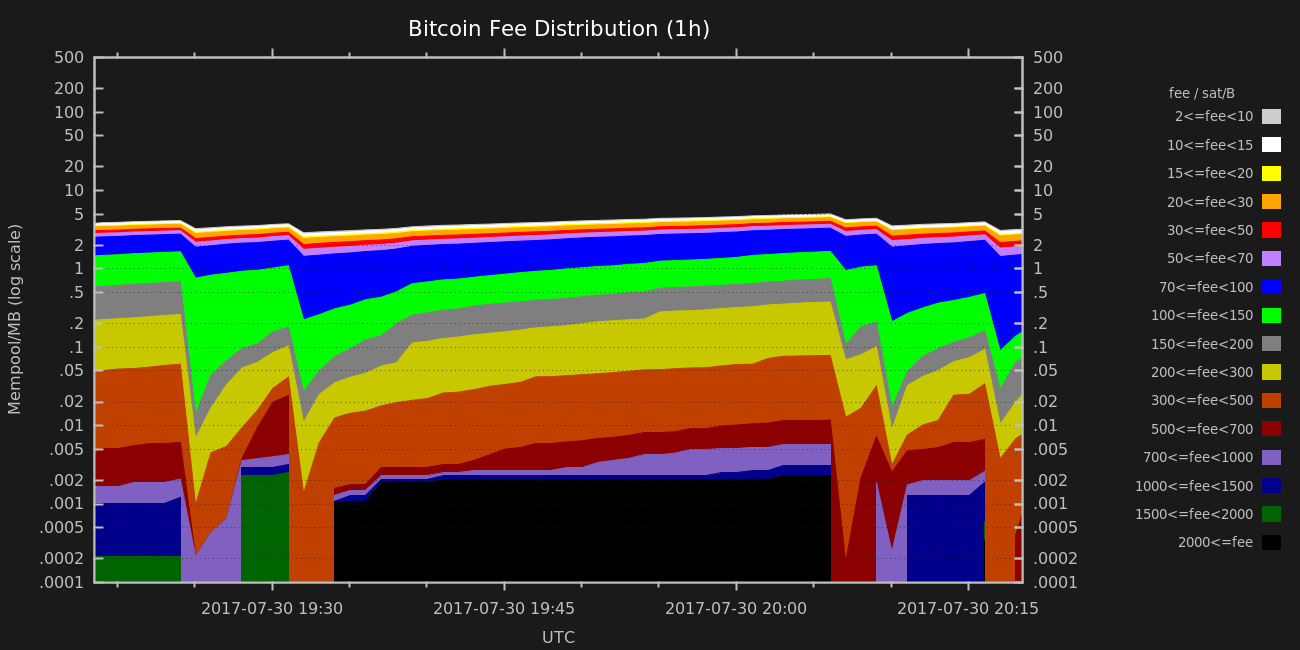 Bitcoin Fee Distribution (1h)
500
200
100
50
20
10
5
2
1
.5
.2
.1
.05
.02
.01
.005
.002
.001
.0005
.0002
.0001
Mempool/MB (log scale)
500
200
100
50
20
10
5
2
1
.5
.2
.1
.05
.02
.01
.005
.002
.001
.0005
.0002
.0001
2017-07-30 19:30 2017-07-30 19:45 2017-07-30 20:00 2017-07-30 20:15
UTC
fee / sat/B
2<=fee<10
10<=fee<15
15<=fee<20
20<=fee<30
30<=fee<50
50<=fee<70
70<=fee<100
100<=fee<150
150<=fee<200
200<=fee<300
300<=fee<500
500<=fee<700
700<=fee<1000
1000<=fee<1500
1500<=fee<2000
2000<=fee